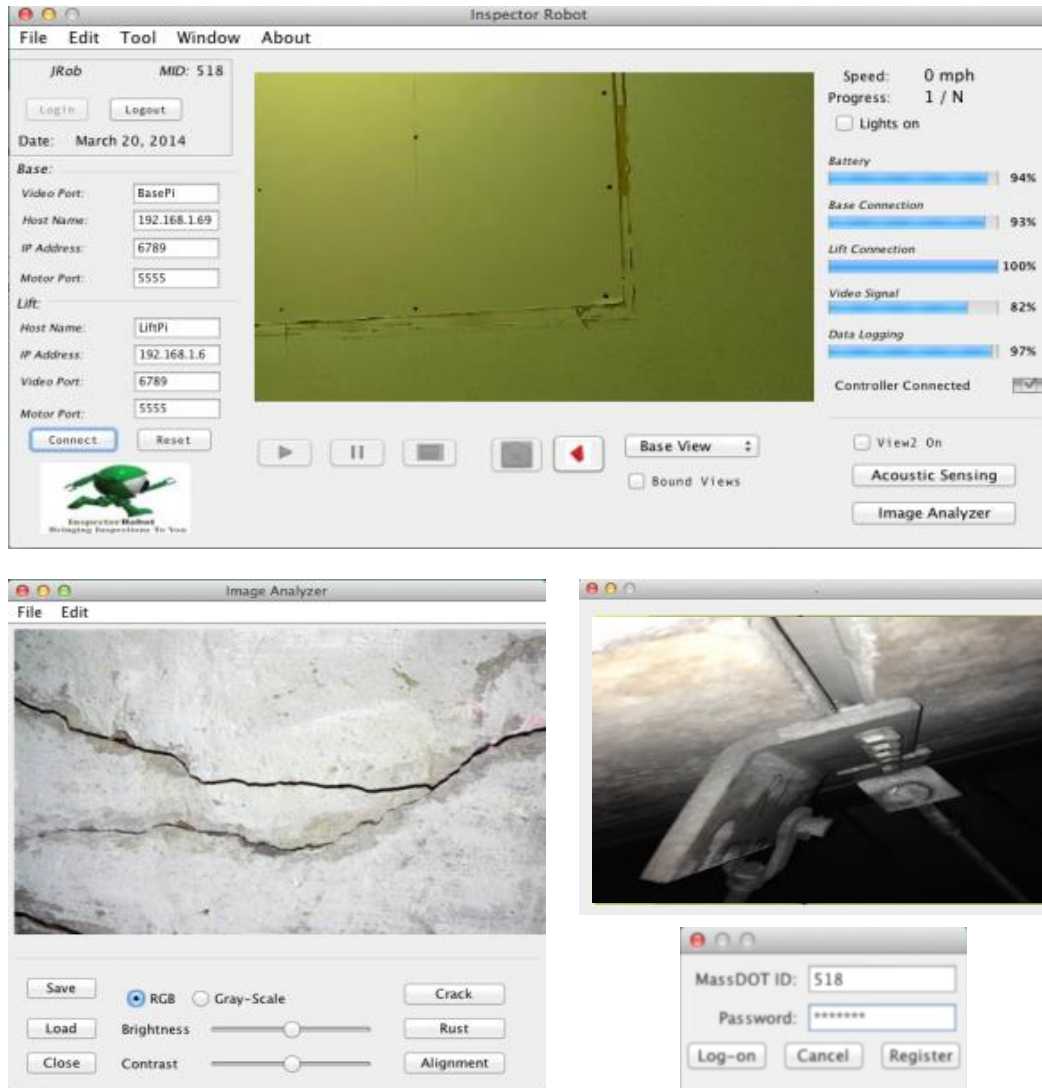 Inspector Robot
File Edit Tool Window About
JRob MID: 518
Login Logout
Date: March 20, 2014
Base:
Video Port: BasePi
Host Name: 192.168.1.69
IP Address: 6789
Motor Port: 5555
Lift:
Host Name: LiftPi
IP Address: 192.168.1.6
Video Port: 6789
Motor Port: 5555
Connect Reset
InspectorRobot
Bringing Inspections To You
Base View
Bound Views
Speed: 0 mph
Progress: 1 / N
Lights on
Battery
94%
Base Connection
93%
Lift Connection
100%
Video Signal
82%
Data Logging
97%
Controller Connected
View2 On
Acoustic Sensing
Image Analyzer
Image Analyzer
File Edit
Save
RGB Gray-Scale
Crack
Load
Brightness
Rust
Close
Contrast
Alignment
MassDOT ID: 518
Password: *******
Log-on Cancel Register